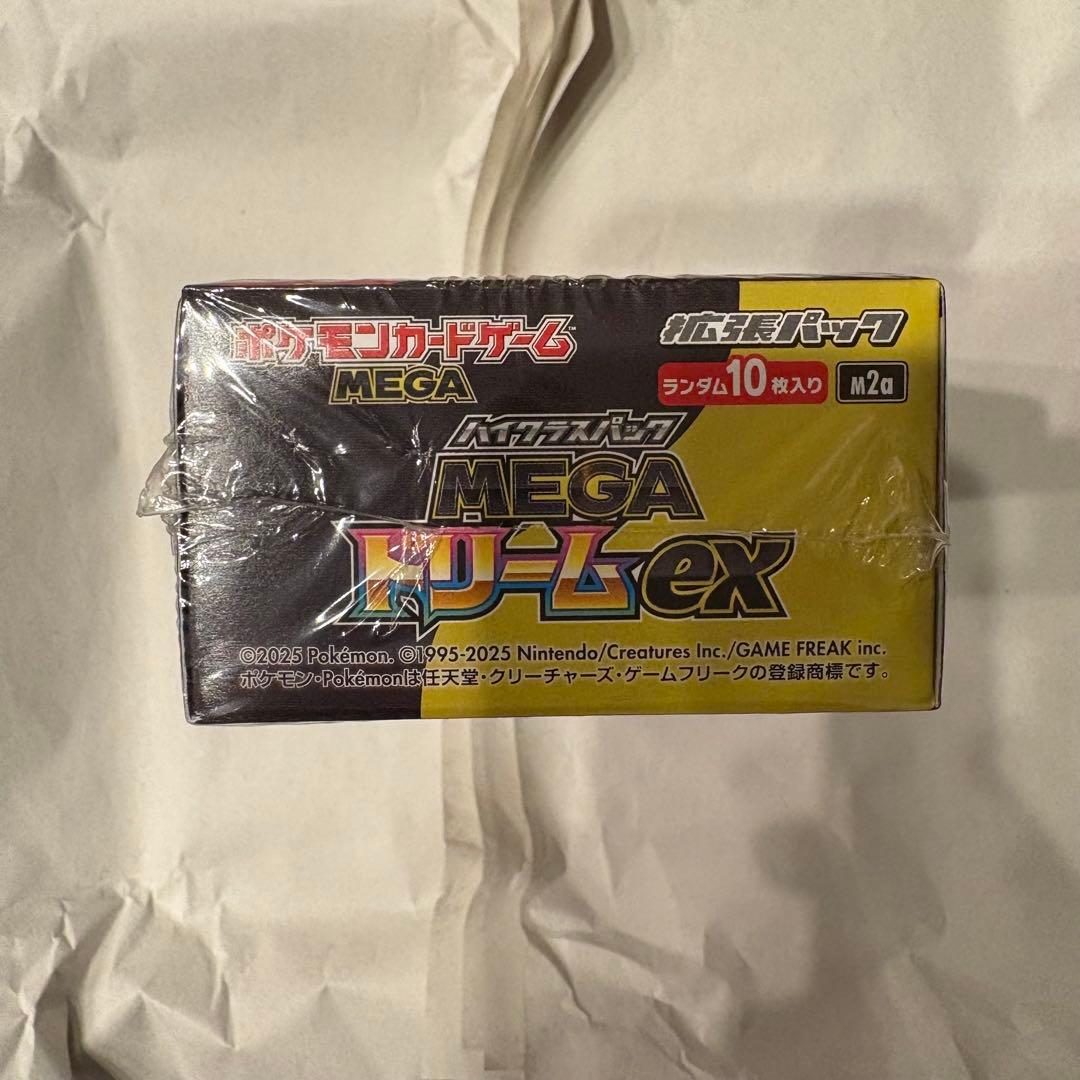 ポケモンカードゲーム™
MEGA
拡張パック
ランダム10枚入り
M2a
ハイクラスパック
MEGA
ドリームex
©2025 Pokémon. ©1995-2025 Nintendo/Creatures Inc./GAME FREAK inc.
ポケモン・Pokémonは任天堂・クリーチャーズ・ゲームフリークの登録商標です。